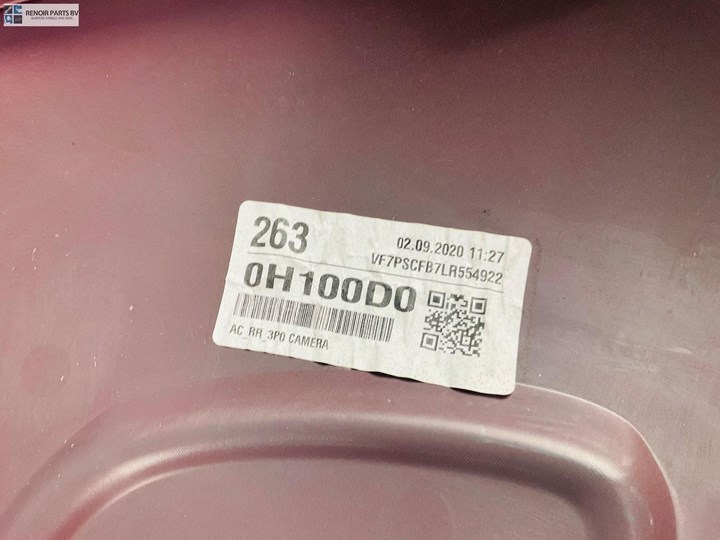 RENOIR PARTS BV
263
02.09.2020 11:27
VF7PSCFB7LR554922
0H100D0
AC_RR_3P0 CAMERA